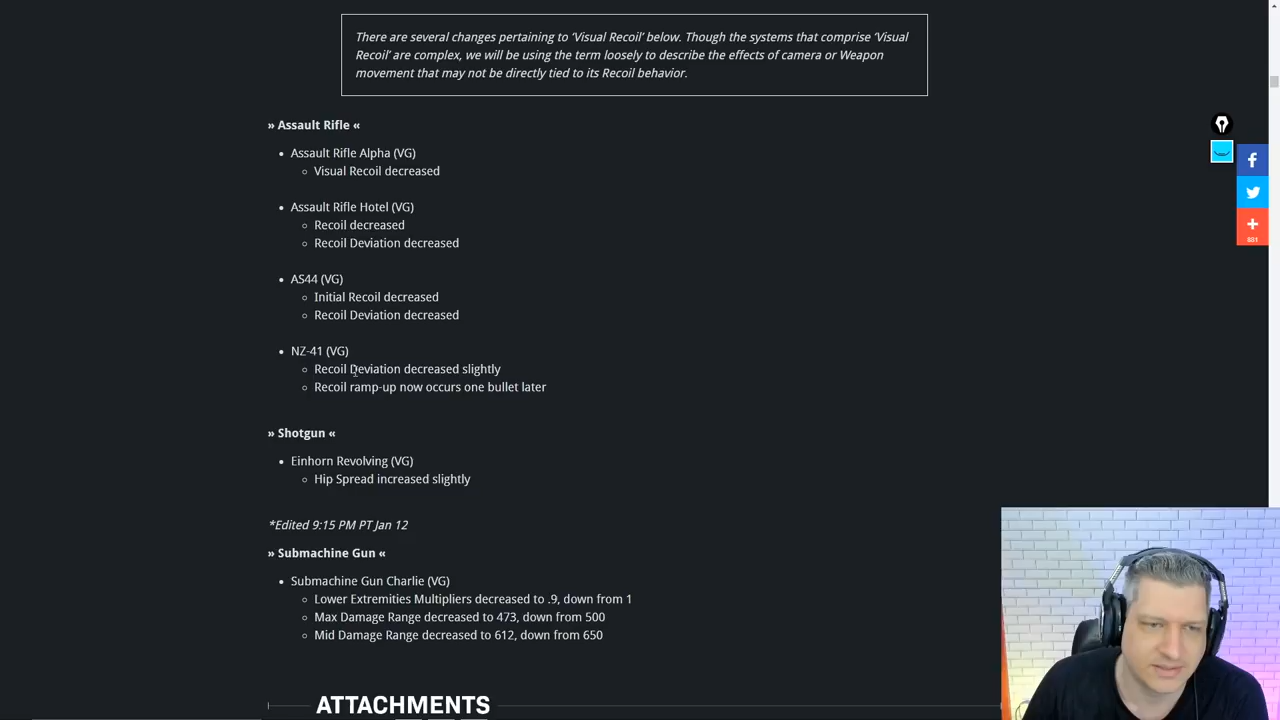 There are several changes pertaining to ‘Visual Recoil’ below. Though the systems that comprise ‘Visual
Recoil’ are complex, we will be using the term loosely to describe the effects of camera or Weapon
movement that may not be directly tied to its Recoil behavior.
» Assault Rifle «
• Assault Rifle Alpha (VG)
◦ Visual Recoil decreased
• Assault Rifle Hotel (VG)
◦ Recoil decreased
◦ Recoil Deviation decreased
• AS44 (VG)
◦ Initial Recoil decreased
◦ Recoil Deviation decreased
• NZ-41 (VG)
◦ Recoil Deviation decreased slightly
◦ Recoil ramp-up now occurs one bullet later
» Shotgun «
• Einhorn Revolving (VG)
◦ Hip Spread increased slightly
*Edited 9:15 PM PT Jan 12
» Submachine Gun «
• Submachine Gun Charlie (VG)
◦ Lower Extremities Multipliers decreased to .9, down from 1
◦ Max Damage Range decreased to 473, down from 500
◦ Mid Damage Range decreased to 612, down from 650
ATTACHMENTS
881